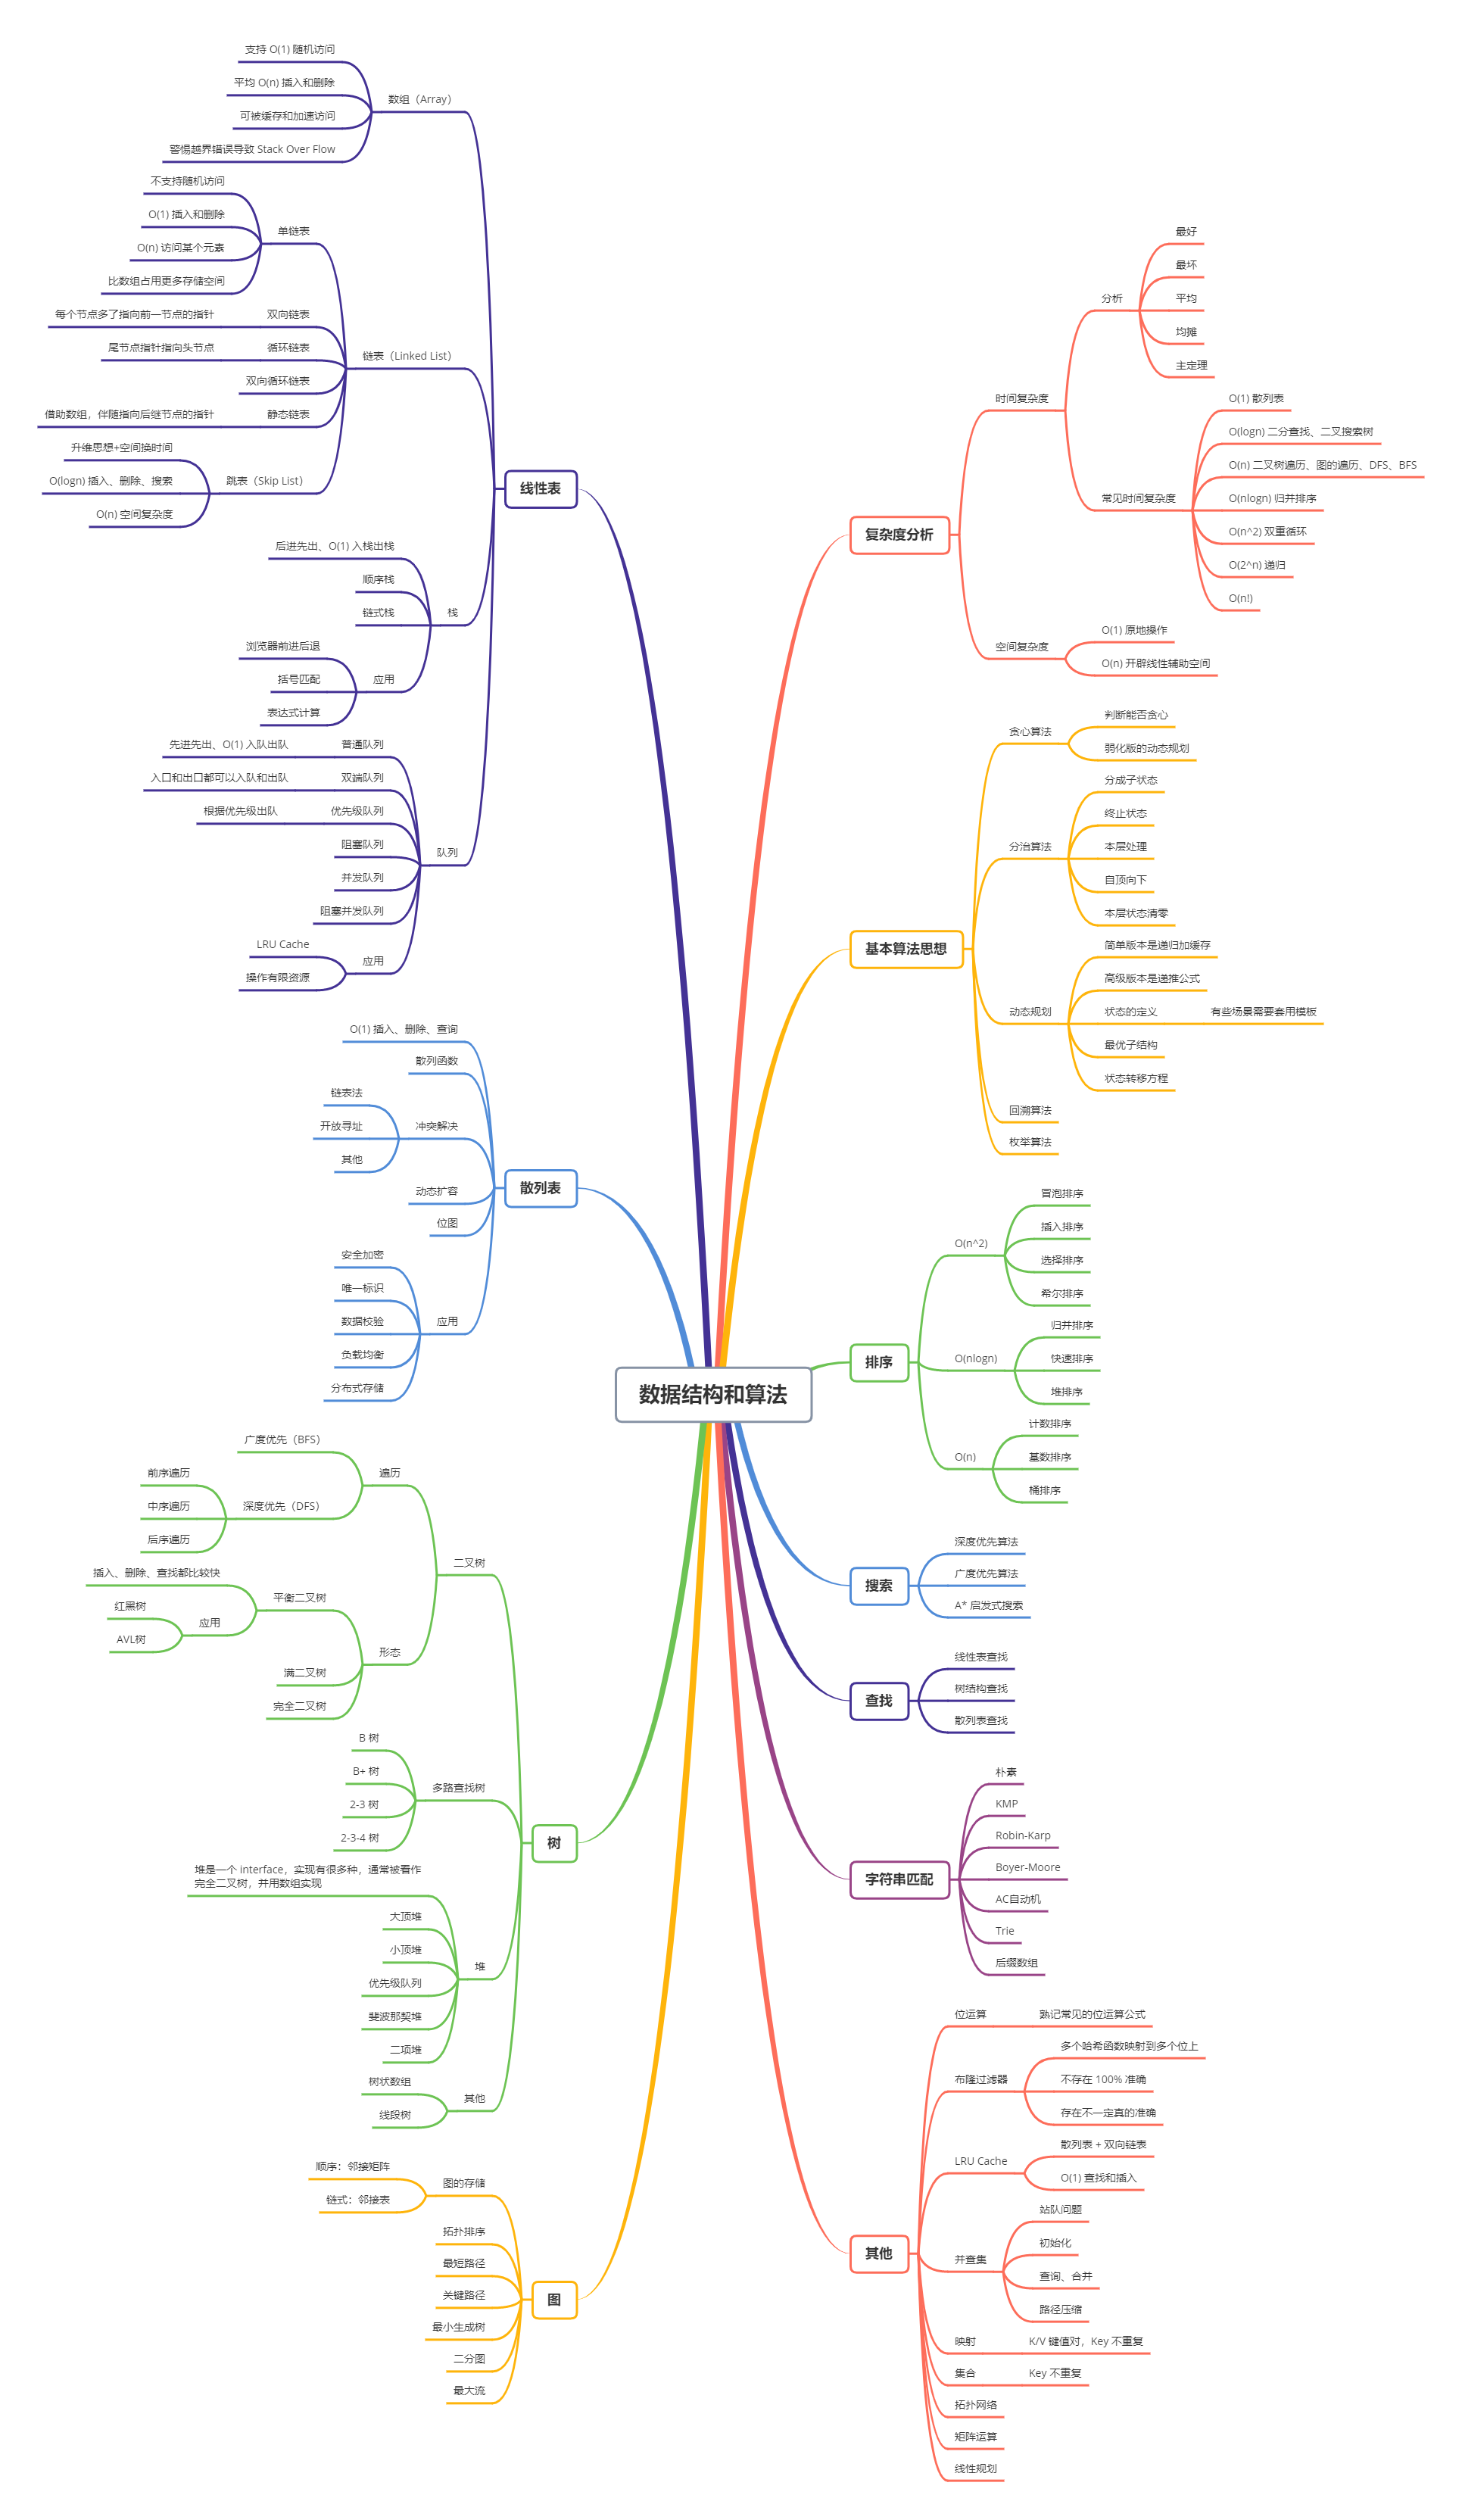 数据结构和算法
复杂度分析
时间复杂度
分析
最好
最坏
平均
均摊
主定理
常见时间复杂度
O(1) 散列表
O(logn) 二分查找、二叉搜索树
O(n) 二叉树遍历、图的遍历、DFS、BFS
O(nlogn) 归并排序
O(n^2) 双重循环
O(2^n) 递归
O(n!)
空间复杂度
O(1) 原地操作
O(n) 开辟线性辅助空间
基本算法思想
贪心算法
判断能否贪心
弱化版的动态规划
分治算法
分成子状态
终止状态
本层处理
自顶向下
本层状态清零
动态规划
简单版本是递归加缓存
高级版本是递推公式
状态的定义
有些场景需要套用模板
最优子结构
状态转移方程
回溯算法
枚举算法
排序
O(n^2)
冒泡排序
插入排序
选择排序
希尔排序
O(nlogn)
归并排序
快速排序
堆排序
O(n)
计数排序
基数排序
桶排序
搜索
深度优先算法
广度优先算法
A* 启发式搜索
查找
线性表查找
树结构查找
散列表查找
字符串匹配
朴素
KMP
Robin-Karp
Boyer-Moore
AC自动机
Trie
后缀数组
其他
位运算
熟记常见的位运算公式
布隆过滤器
多个哈希函数映射到多个位上
不存在 100% 准确
存在不一定真的准确
LRU Cache
散列表 + 双向链表
O(1) 查找和插入
并查集
站队问题
初始化
查询、合并
路径压缩
映射
K/V 键值对，Key 不重复
集合
Key 不重复
拓扑网络
矩阵运算
线性规划
线性表
数组（Array）
支持 O(1) 随机访问
平均 O(n) 插入和删除
可被缓存和加速访问
警惕越界错误导致 Stack Over Flow
链表（Linked List）
单链表
不支持随机访问
O(1) 插入和删除
O(n) 访问某个元素
比数组占用更多存储空间
双向链表
每个节点多了指向前一节点的指针
循环链表
尾节点指针指向头节点
双向循环链表
静态链表
借助数组，伴随指向后继节点的指针
跳表（Skip List）
升维思想+空间换时间
O(logn) 插入、删除、搜索
O(n) 空间复杂度
栈
后进先出、O(1) 入栈出栈
顺序栈
链式栈
应用
浏览器前进后退
括号匹配
表达式计算
队列
普通队列
先进先出、O(1) 入队出队
双端队列
入口和出口都可以入队和出队
优先级队列
根据优先级出队
阻塞队列
并发队列
阻塞并发队列
应用
LRU Cache
操作有限资源
散列表
O(1) 插入、删除、查询
散列函数
冲突解决
链表法
开放寻址
其他
动态扩容
位图
应用
安全加密
唯一标识
数据校验
负载均衡
分布式存储
树
二叉树
遍历
广度优先（BFS）
深度优先（DFS）
前序遍历
中序遍历
后序遍历
形态
平衡二叉树
插入、删除、查找都比较快
应用
红黑树
AVL树
满二叉树
完全二叉树
多路查找树
B 树
B+ 树
2-3 树
2-3-4 树
堆
堆是一个 interface，实现有很多种，通常被看作
完全二叉树，并用数组实现
大顶堆
小顶堆
优先级队列
斐波那契堆
二项堆
其他
树状数组
线段树
图
图的存储
顺序：邻接矩阵
链式：邻接表
拓扑排序
最短路径
关键路径
最小生成树
二分图
最大流